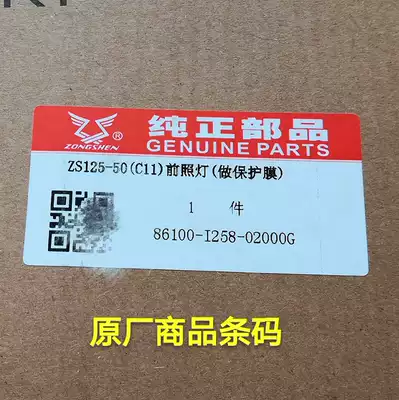 ZONGSHEN ®
纯正部品
GENUINE PARTS
ZS125-50(C11)前照灯(做保护膜)
1 件
86100-I258-02000G
原厂商品条码